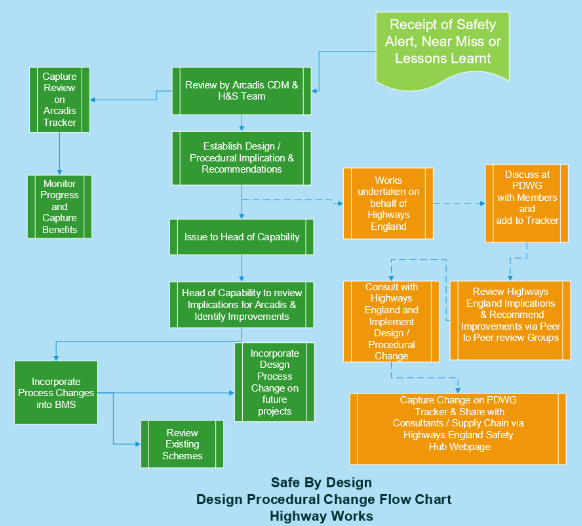 Receipt of Safety
Alert, Near Miss or
Lessons Learnt
Capture
Review
on
Arcadis
Tracker
Review by Arcadis CDM &
H&S Team
Establish Design /
Procedural Implication &
Recommendations
Monitor
Progress
and
Capture
Benefits
Works
undertaken on
behalf of
Highways
England
Discuss at
PDWG
with Members
and
add to Tracker
Issue to Head of Capability
Head of Capability to review
Implications for Arcadis &
Identify Improvements
Consult with
Highways
England and
Implement
Design /
Procedural
Change
Review Highways
England Implications
& Recommend
Improvements via Peer
to Peer review Groups
Incorporate
Process Changes
into BMS
Incorporate
Design
Process
Change on
future
projects
Review
Existing
Schemes
Capture Change on PDWG
Tracker & Share with
Consultants / Supply Chain via
Highways England Safety
Hub Webpage
Safe By Design
Design Procedural Change Flow Chart
Highway Works